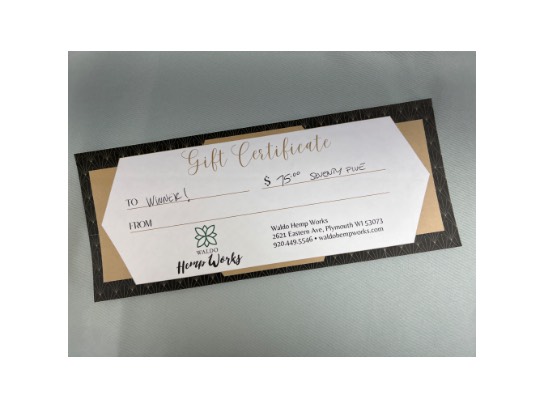 Gift Certificate
TO WINNER! $ 75.00 SEVENTY FIVE
FROM
WALDO
Hemp Works
Waldo Hemp Works
2621 Eastern Ave, Plymouth WI 53073
920.449.5546 • waldohempworks.com